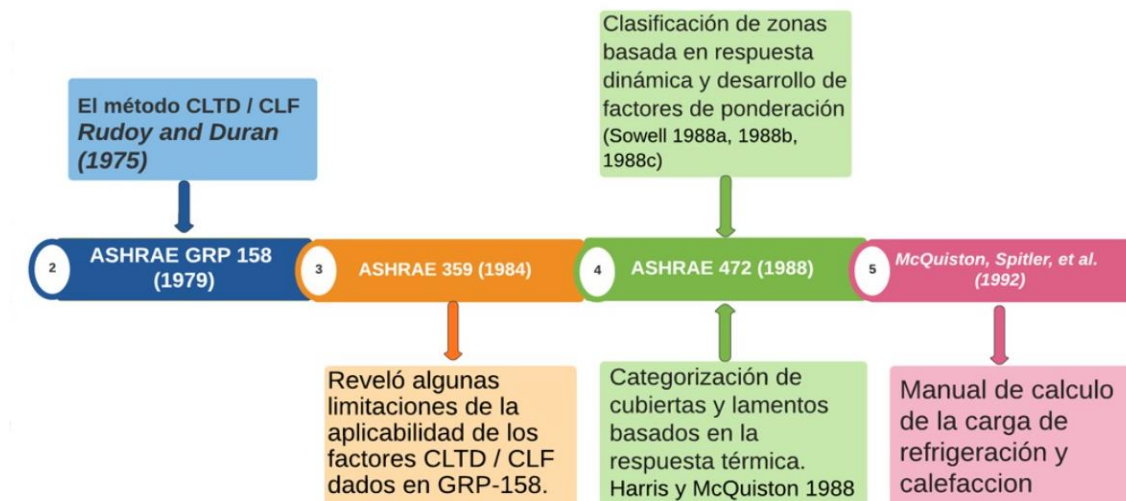 El método CLTD / CLF
Rudoy and Duran
(1975)
Clasificación de zonas
basada en respuesta
dinámica y desarrollo de
factores de ponderación
(Sowell 1988a, 1988b,
1988c)
2
ASHRAE GRP 158
(1979)
3
ASHRAE 359 (1984)
4
ASHRAE 472 (1988)
5
McQuiston, Spitler, et al.
(1992)
Reveló algunas
limitaciones de la
aplicabilidad de los
factores CLTD / CLF
dados en GRP-158.
Categorización de
cubiertas y lamentos
basados en la
respuesta térmica.
Harris y McQuiston 1988
Manual de calculo
de la carga de
refrigeración y
calefaccion